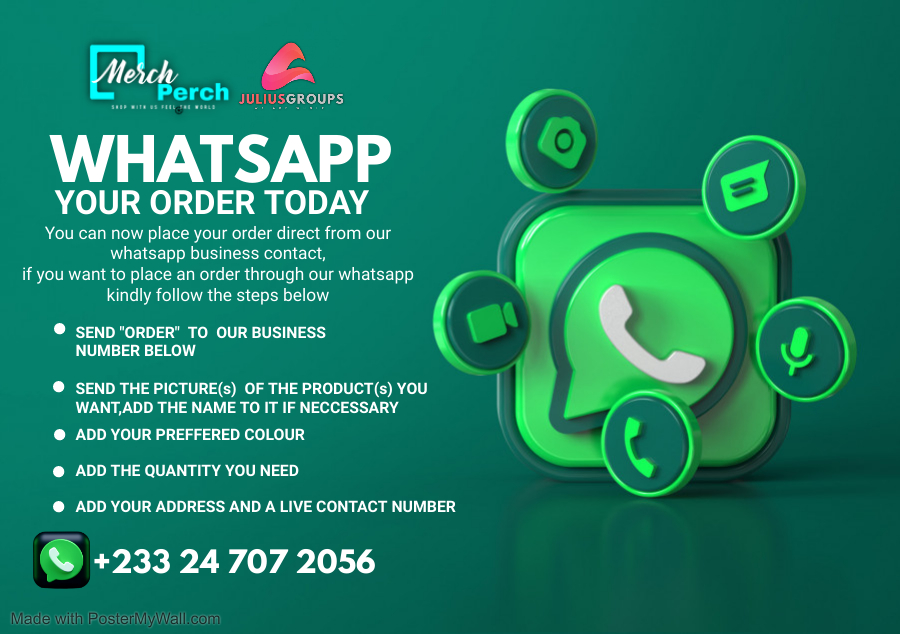 Merch
Perch
SHOP WITH US FEEL THE WORLD
JULIUSGROUPS
WHATSAPP
YOUR ORDER TODAY
You can now place your order direct from our
whatsapp business contact,
if you want to place an order through our whatsapp
kindly follow the steps below
SEND "ORDER" TO OUR BUSINESS
NUMBER BELOW
SEND THE PICTURE(s) OF THE PRODUCT(s) YOU
WANT,ADD THE NAME TO IT IF NECCESSARY
ADD YOUR PREFFERED COLOUR
ADD THE QUANTITY YOU NEED
ADD YOUR ADDRESS AND A LIVE CONTACT NUMBER
+233 24 707 2056
Made with PosterMyWall.com